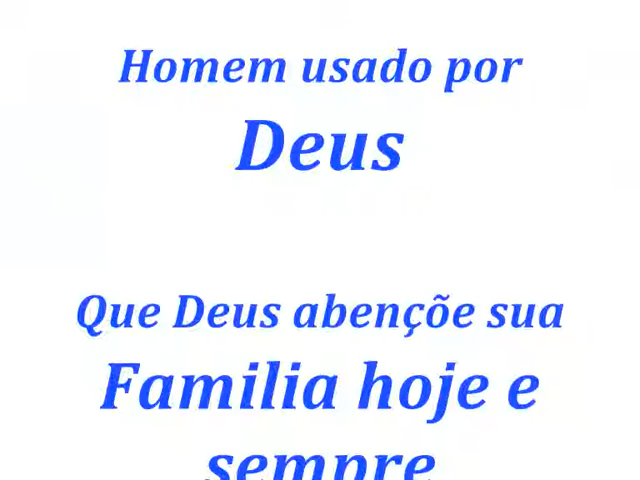 Homem usado por
Deus
Que Deus abençõe sua
Familia hoje e
sempre